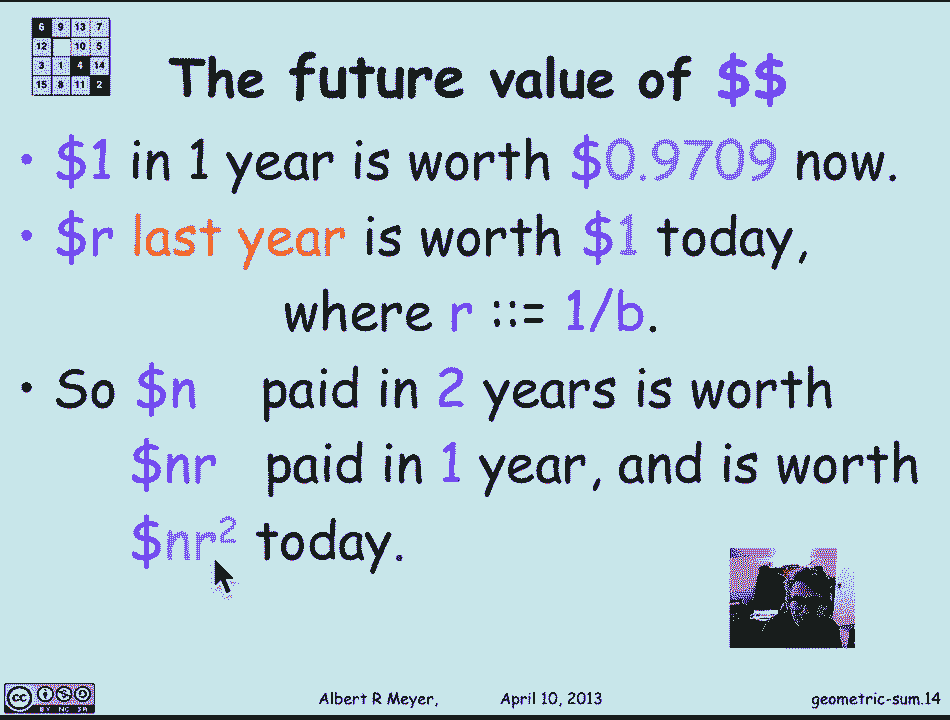 6 9 13 7
12 10 5
3 1 4 14
15 8 11 2
The future value of $$
• $1 in 1 year is worth $0.9709 now.
• $r last year is worth $1 today,
where r ::= 1/b.
• So $n paid in 2 years is worth
$nr paid in 1 year, and is worth
$nr² today.
cc BY NC SA
Albert R Meyer, April 10, 2013 geometric-sum.14